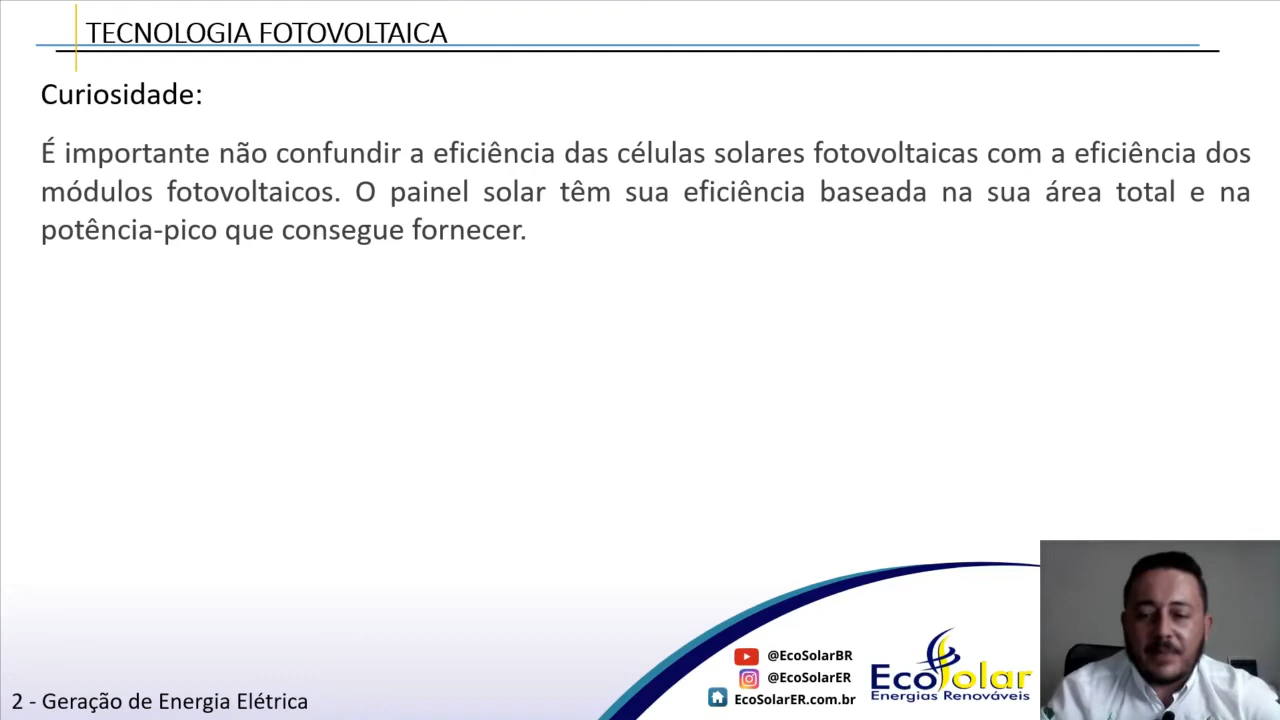 TECNOLOGIA FOTOVOLTAICA
Curiosidade:
É importante não confundir a eficiência das células solares fotovoltaicas com a eficiência dos
módulos fotovoltaicos. O painel solar têm sua eficiência baseada na sua área total e na
potência-pico que consegue fornecer.
@EcoSolarBR
@EcoSolarER
EcoSolarER.com.br
EcoSolar
Energias Renováveis
2 - Geração de Energia Elétrica